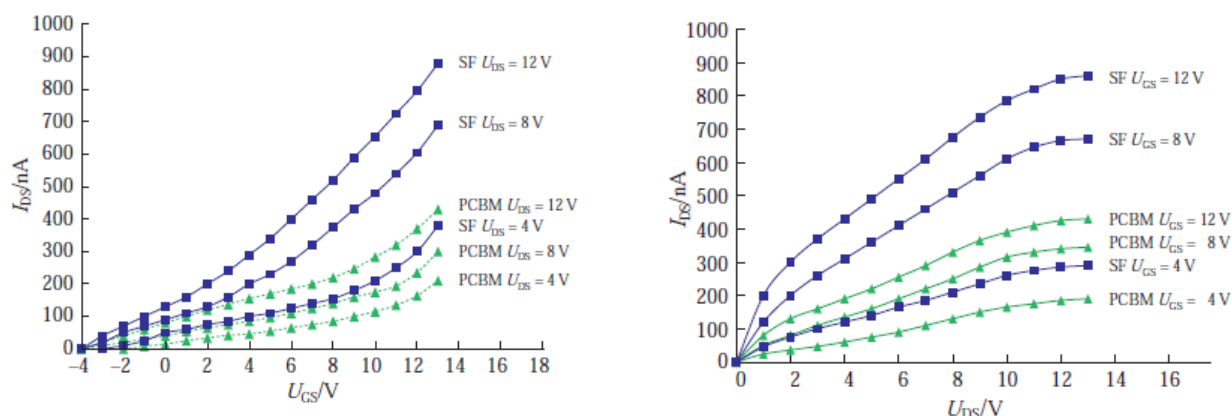 1000
900
800
700
600
500
400
300
200
100
0
I_DS/nA
−4 −2 0 2 4 6 8 10 12 14 16 18
U_GS/V
SF U_DS = 12 V
SF U_DS = 8 V
PCBM U_DS = 12 V
SF U_DS = 4 V
PCBM U_DS = 8 V
PCBM U_DS = 4 V
1000
900
800
700
600
500
400
300
200
100
0
I_DS/nA
0 2 4 6 8 10 12 14 16
U_DS/V
SF U_GS = 12 V
SF U_GS = 8 V
PCBM U_GS = 12 V
PCBM U_GS = 8 V
SF U_GS = 4 V
PCBM U_GS = 4 V